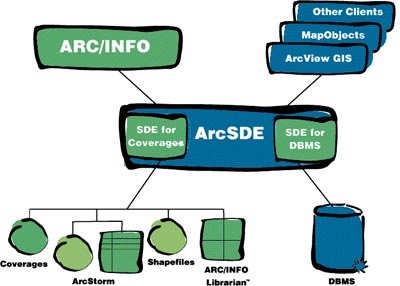 ARC/INFO
Other Clients
MapObjects
ArcView GIS
SDE for
Coverages
ArcSDE
SDE for
DBMS
Coverages
ArcStorm
Shapefiles
ARC/INFO
Librarian™
DBMS